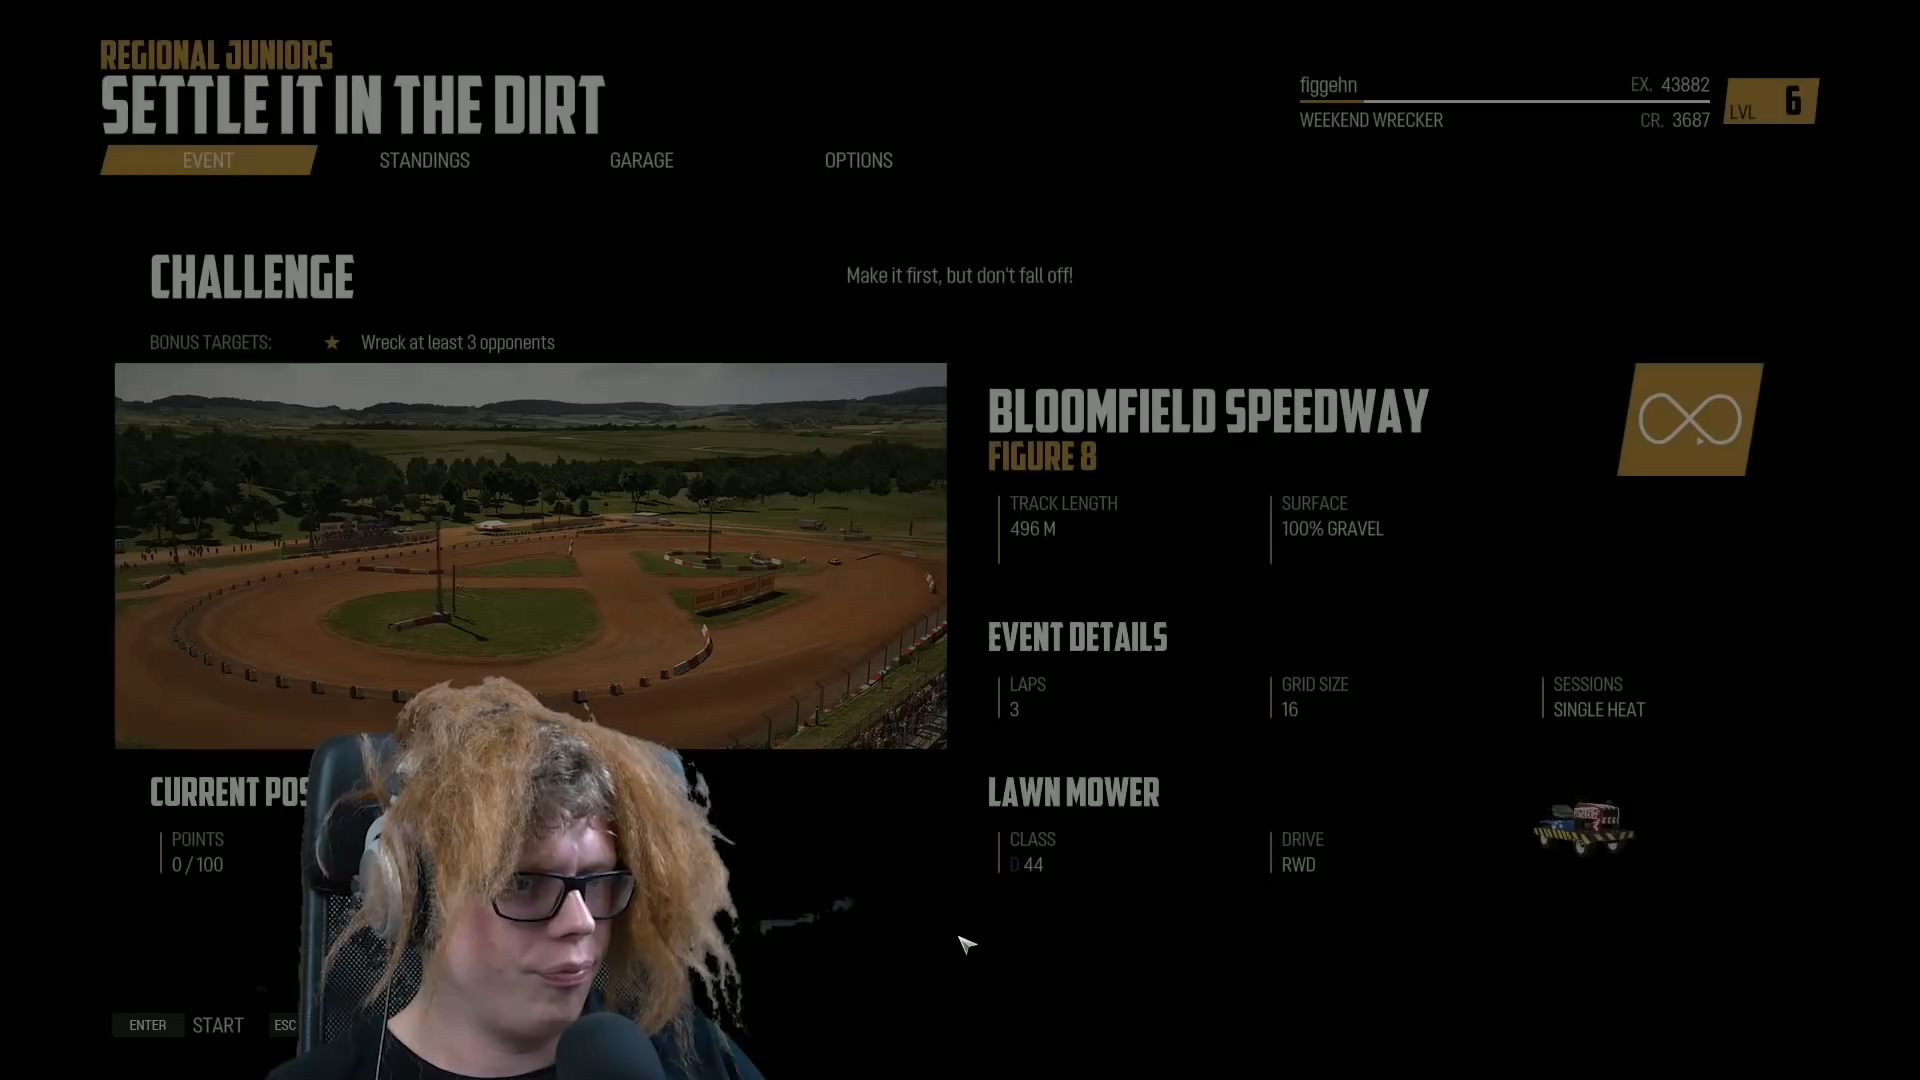 REGIONAL JUNIORS
SETTLE IT IN THE DIRT
EVENT STANDINGS GARAGE OPTIONS
figgehn EX. 43882
WEEKEND WRECKER CR. 3687
LVL 6
CHALLENGE
Make it first, but don't fall off!
BONUS TARGETS: Wreck at least 3 opponents
BLOOMFIELD SPEEDWAY
FIGURE 8
TRACK LENGTH
496 M
SURFACE
100% GRAVEL
EVENT DETAILS
LAPS
3
GRID SIZE
16
SESSIONS
SINGLE HEAT
CURRENT POS
POINTS
0 / 100
LAWN MOWER
CLASS
D 44
DRIVE
RWD
ENTER START ESC